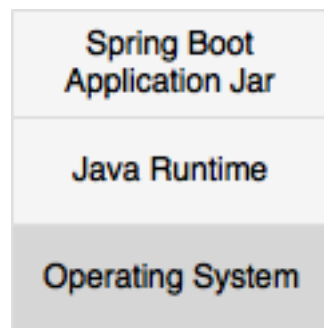 Spring Boot
Application Jar
Java Runtime
Operating System